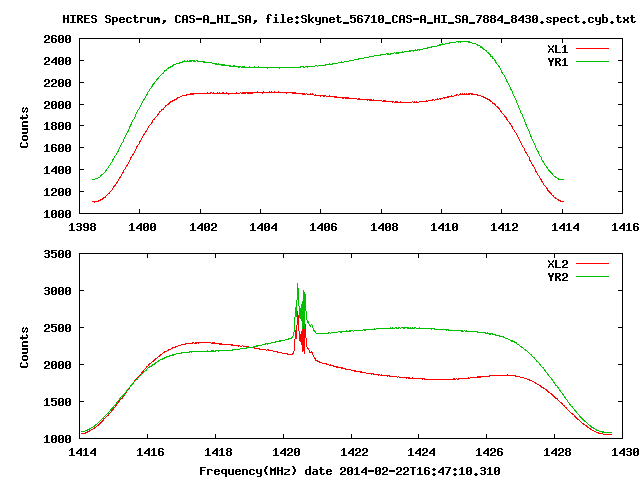 HIRES Spectrum, CAS-A_HI_SA, file:Skynet_56710_CAS-A_HI_SA_7884_8430.spect.cyb.txt
2600
2400
2200
2000
1800
1600
1400
1200
1000
Counts
XL1
YR1
1398 1400 1402 1404 1406 1408 1410 1412 1414 1416
3500
3000
2500
2000
1500
1000
Counts
XL2
YR2
1414 1416 1418 1420 1422 1424 1426 1428 1430
Frequency(MHz) date 2014-02-22T16:47:10.310